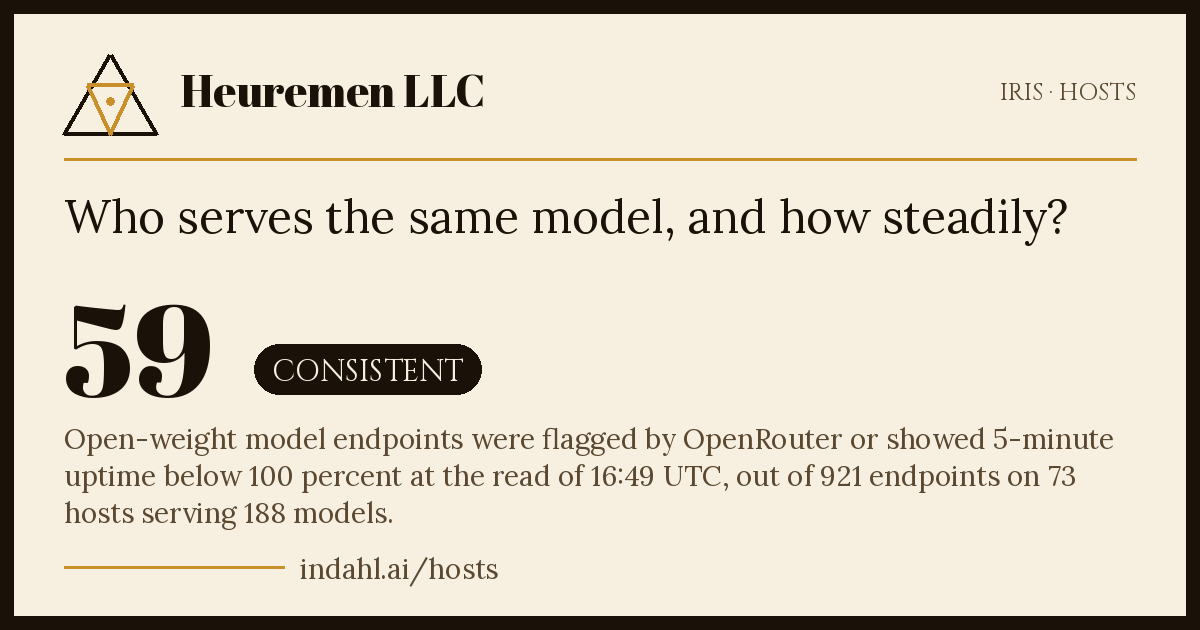 Heuremen LLC
IRIS · HOSTS
Who serves the same model, and how steadily?
59
CONSISTENT
Open-weight model endpoints were flagged by OpenRouter or showed 5-minute
uptime below 100 percent at the read of 16:49 UTC, out of 921 endpoints on 73
hosts serving 188 models.
indahl.ai/hosts